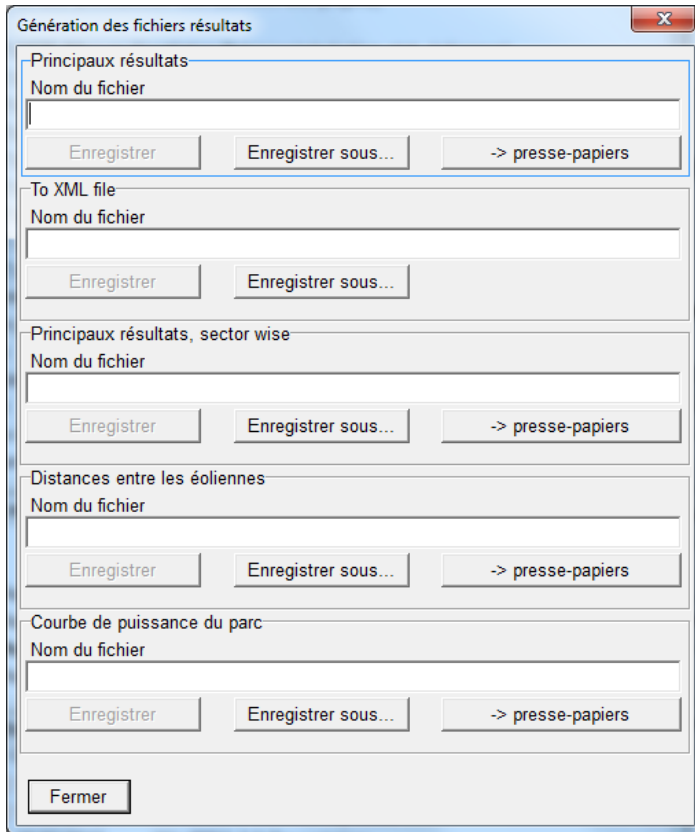 Génération des fichiers résultats
Principaux résultats
Nom du fichier
Enregistrer Enregistrer sous... -> presse-papiers
To XML file
Nom du fichier
Enregistrer Enregistrer sous...
Principaux résultats, sector wise
Nom du fichier
Enregistrer Enregistrer sous... -> presse-papiers
Distances entre les éoliennes
Nom du fichier
Enregistrer Enregistrer sous... -> presse-papiers
Courbe de puissance du parc
Nom du fichier
Enregistrer Enregistrer sous... -> presse-papiers
Fermer